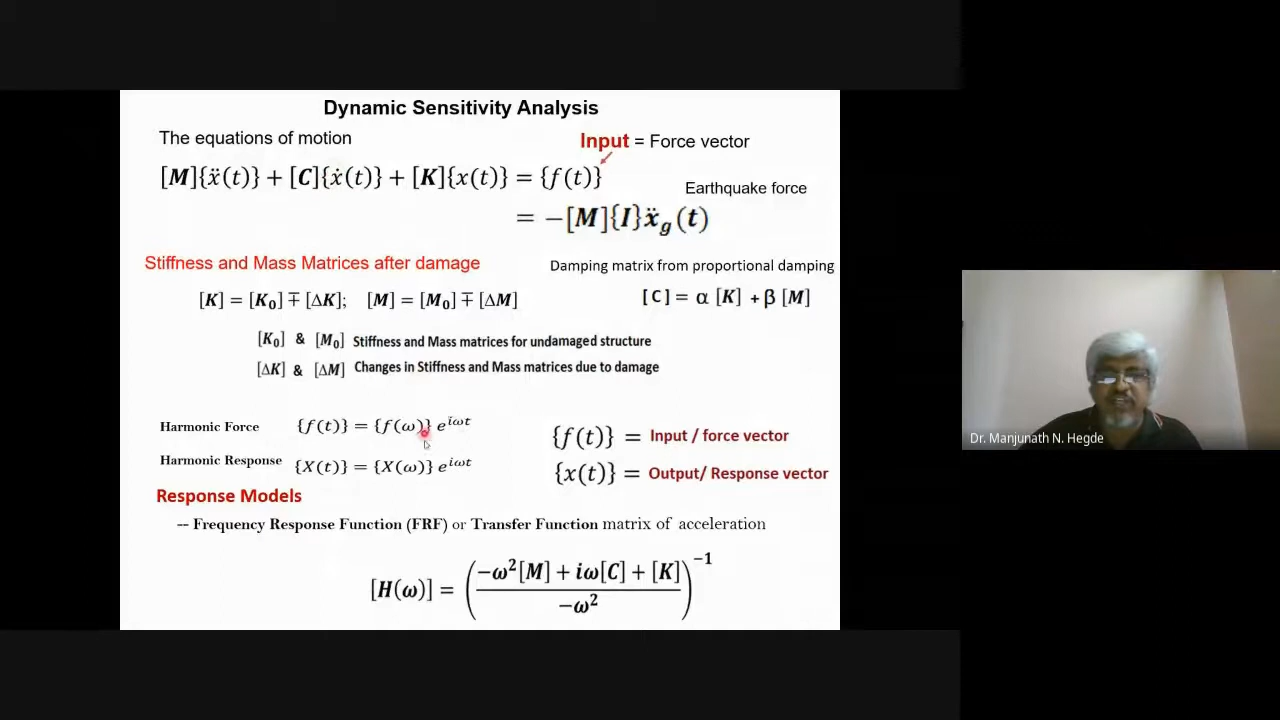 Dynamic Sensitivity Analysis
The equations of motion
Input = Force vector
[M]{ẍ(t)} + [C]{ẋ(t)} + [K]{x(t)} = {f(t)}
Earthquake force
= −[M]{I}ẍg(t)
Stiffness and Mass Matrices after damage
Damping matrix from proportional damping
[K] = [K₀] ∓ [ΔK]; [M] = [M₀] ∓ [ΔM]
[C] = α [K] + β [M]
[K₀] & [M₀] Stiffness and Mass matrices for undamaged structure
[ΔK] & [ΔM] Changes in Stiffness and Mass matrices due to damage
Harmonic Force {f(t)} = {f(ω)} e^{iωt}
{f(t)} = Input / force vector
Harmonic Response {X(t)} = {X(ω)} e^{iωt}
{x(t)} = Output/ Response vector
Response Models
-- Frequency Response Function (FRF) or Transfer Function matrix of acceleration
[H(ω)] = ((−ω²[M] + iω[C] + [K]) / −ω²)⁻¹
Dr. Manjunath N. Hegde